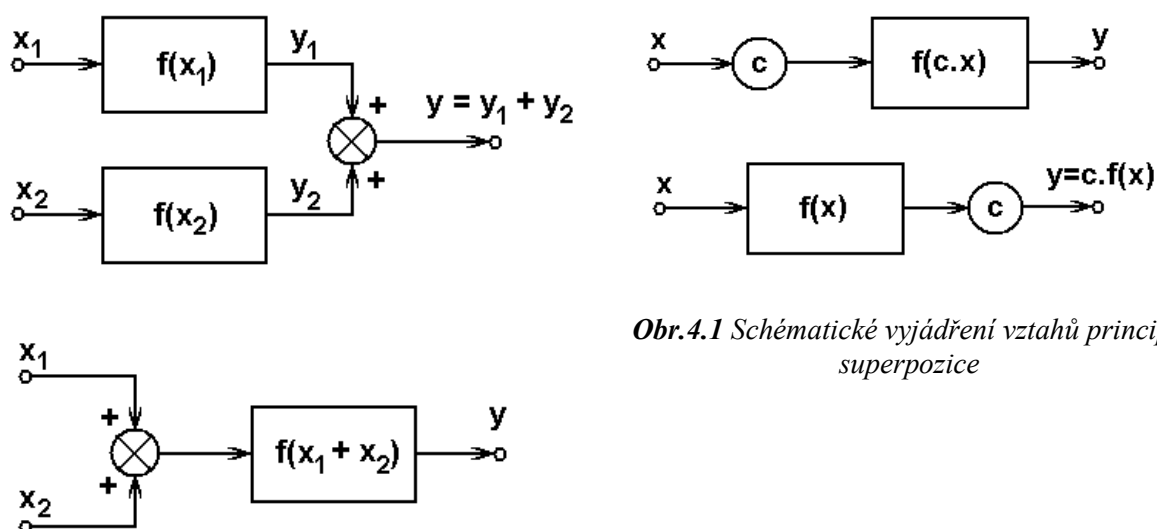 x₁
f(x₁)
y₁
+
y = y₁ + y₂
+
x₂
f(x₂)
y₂
x
c
f(c.x)
y
x
f(x)
c
y=c.f(x)
Obr.4.1 Schématické vyjádření vztahů
superpozice
x₁
+
+
f(x₁ + x₂)
y
x₂